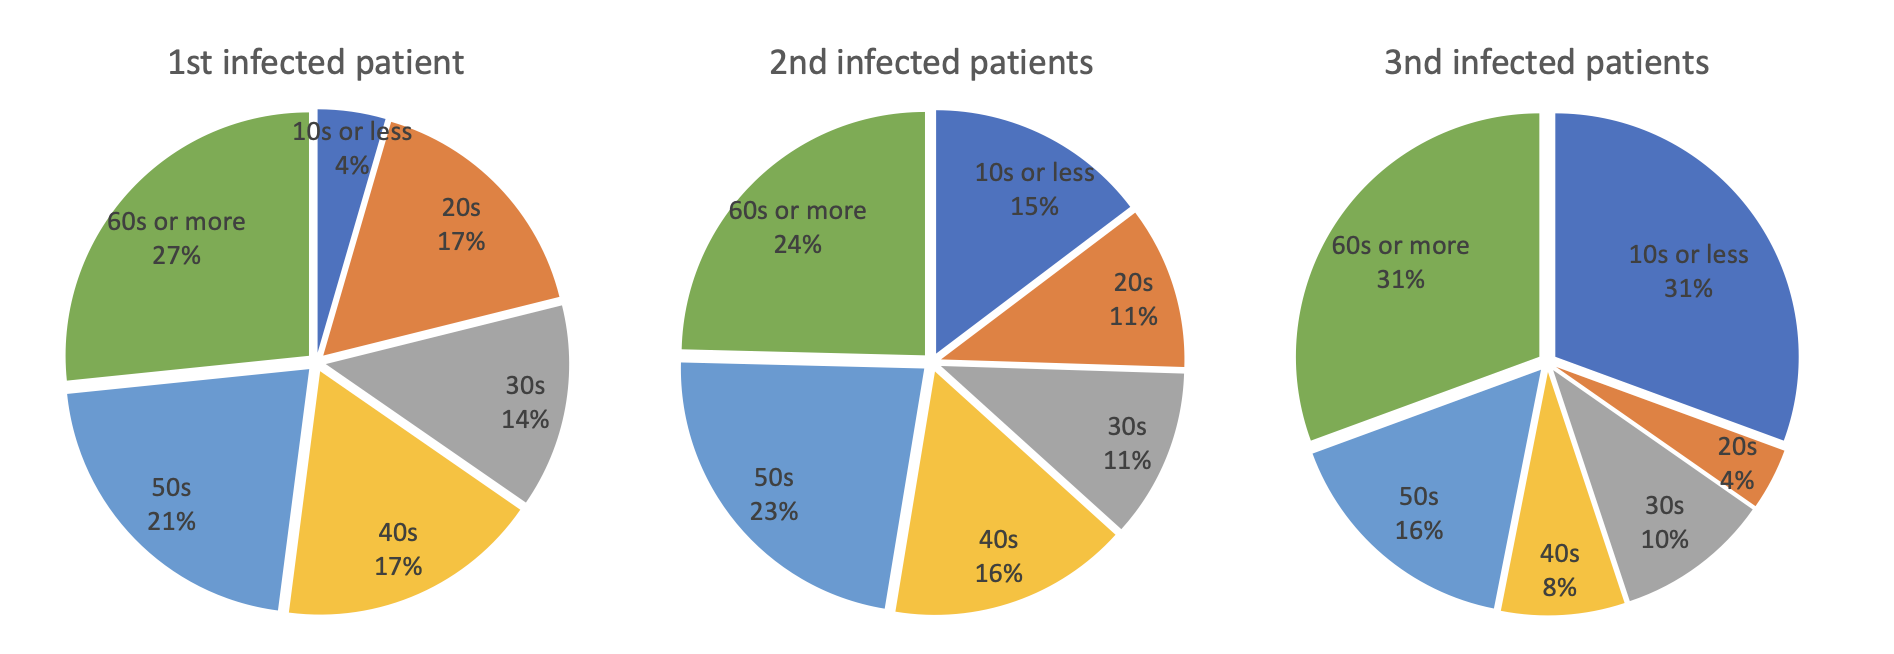 1st infected patient
10s or less
4%
20s
17%
30s
14%
40s
17%
50s
21%
60s or more
27%
2nd infected patients
10s or less
15%
20s
11%
30s
11%
40s
16%
50s
23%
60s or more
24%
3nd infected patients
10s or less
31%
20s
4%
30s
10%
40s
8%
50s
16%
60s or more
31%